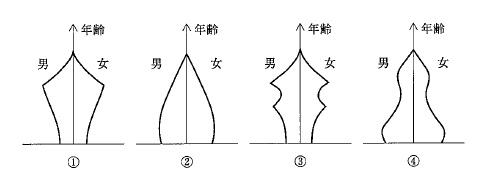 年齢 年齢 年齢 年齢
男 女 男 女 男 女 男 女
① ② ③ ④